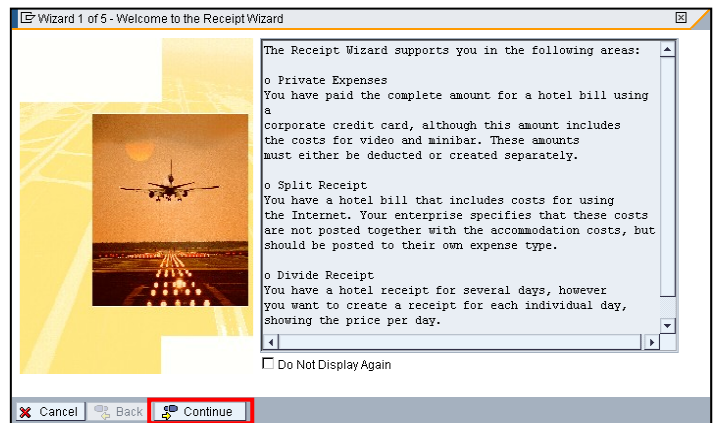 Wizard 1 of 5 - Welcome to the Receipt Wizard
The Receipt Wizard supports you in the following areas:
o Private Expenses
You have paid the complete amount for a hotel bill using
a
corporate credit card, although this amount includes
the costs for video and minibar. These amounts
must either be deducted or created separately.
o Split Receipt
You have a hotel bill that includes costs for using
the Internet. Your enterprise specifies that these costs
are not posted together with the accommodation costs, but
should be posted to their own expense type.
o Divide Receipt
You have a hotel receipt for several days, however
you want to create a receipt for each individual day,
showing the price per day.
Do Not Display Again
Cancel Back Continue